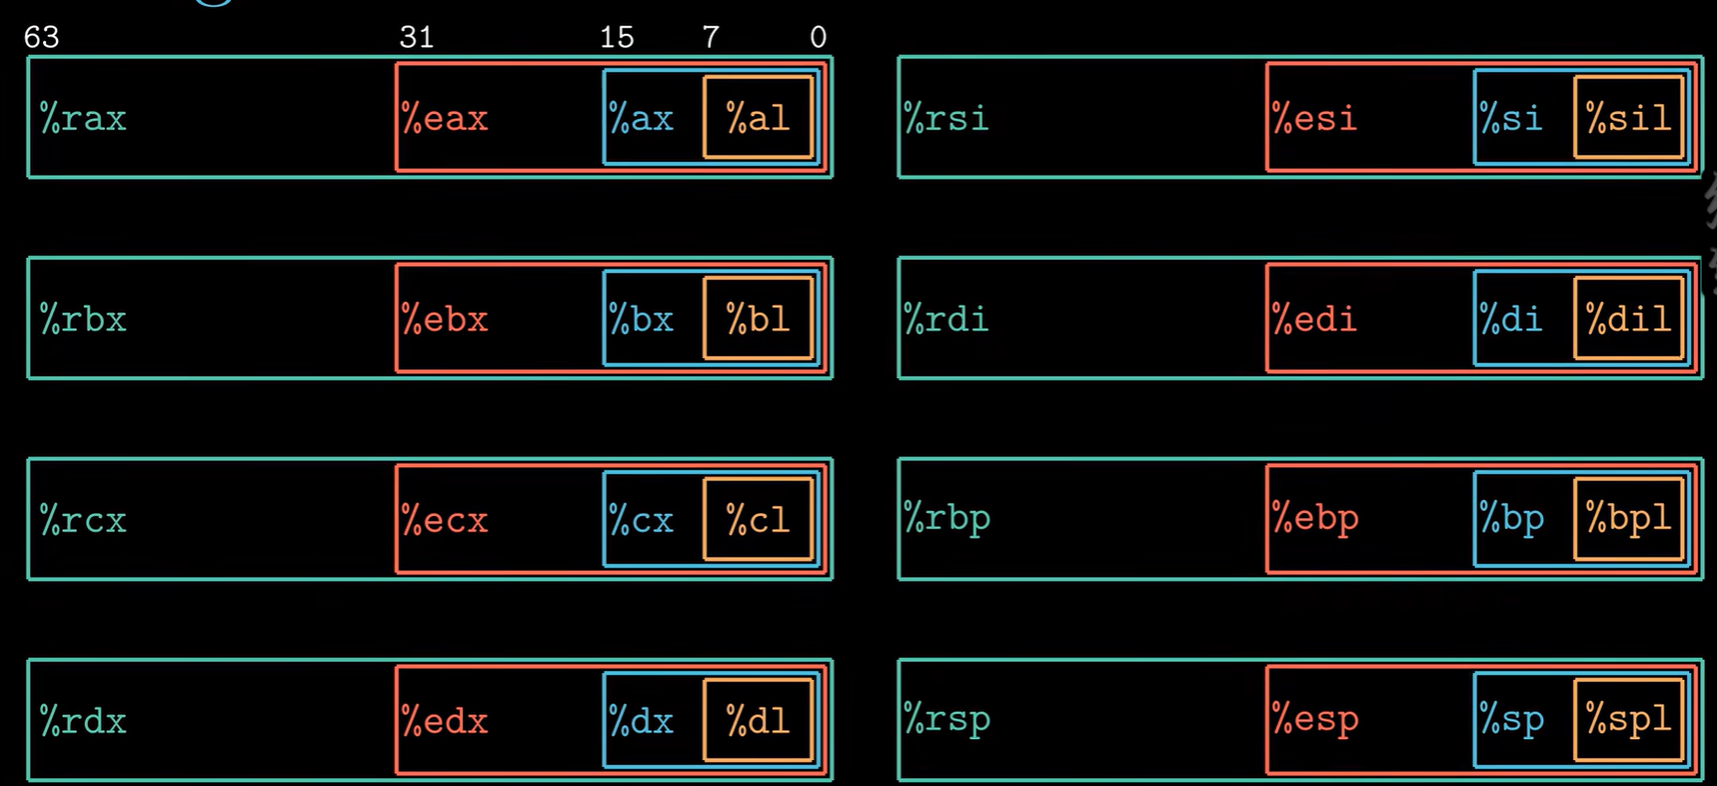 63 31 15 7 0
%rax %eax %ax %al %rsi %esi %si %sil
%rbx %ebx %bx %bl %rdi %edi %di %dil
%rcx %ecx %cx %cl %rbp %ebp %bp %bpl
%rdx %edx %dx %dl %rsp %esp %sp %spl